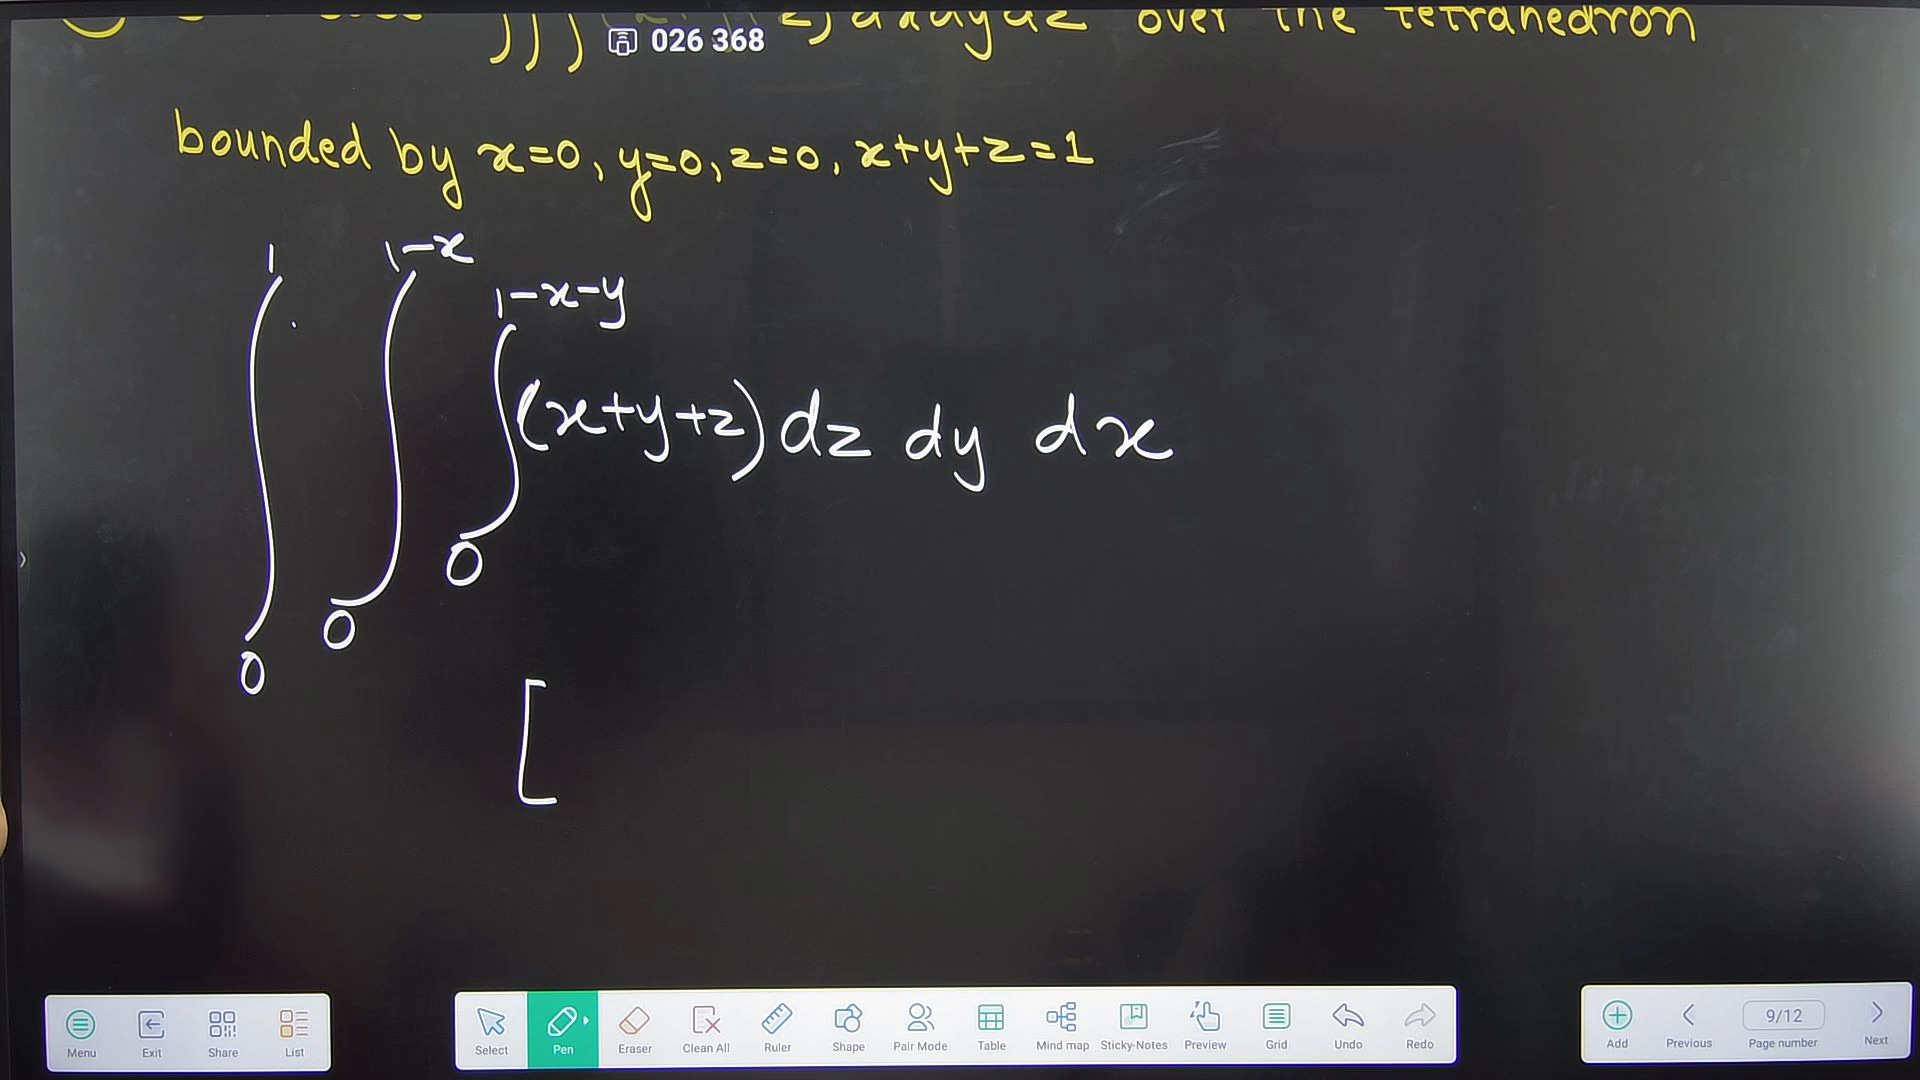 ∭ z) dxdydz over the tetrahedron
026 368
bounded by x=0, y=0, z=0, x+y+z=1
∫₀¹ ∫₀^{1-x} ∫₀^{1-x-y} (x+y+z) dz dy dx
[
Menu Exit Share List Select Pen Eraser Clean All Ruler Shape Pair Mode Table Mind map Sticky-Notes Preview Grid Undo Redo Add Previous 9/12 Page number Next